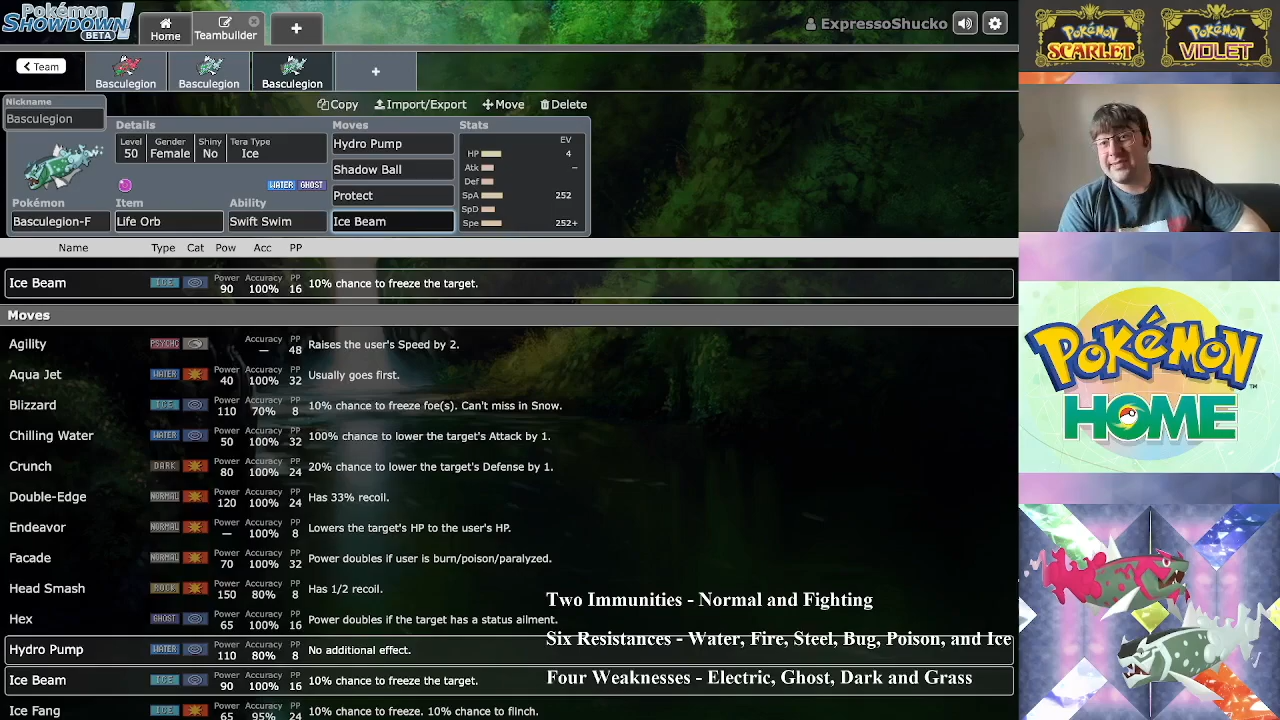 Pokémon
SHOWDOWN!
BETA
Home
Teambuilder
+
ExpressoShucko
Team
Basculegion
Basculegion
Basculegion
+
Nickname
Basculegion
Copy
Import/Export
Move
Delete
Details
Level
50
Gender
Female
Shiny
No
Tera Type
Ice
WATER GHOST
Pokémon
Basculegion-F
Item
Life Orb
Ability
Swift Swim
Moves
Hydro Pump
Shadow Ball
Protect
Ice Beam
Stats
EV
HP 4
Atk –
Def
SpA 252
SpD
Spe 252+
Name Type Cat Pow Acc PP
Ice Beam ICE Power 90 Accuracy 100% PP 16 10% chance to freeze the target.
Moves
Agility PSYCHC Accuracy — PP 48 Raises the user's Speed by 2.
Aqua Jet WATER Power 40 Accuracy 100% PP 32 Usually goes first.
Blizzard ICE Power 110 Accuracy 70% PP 8 10% chance to freeze foe(s). Can't miss in Snow.
Chilling Water WATER Power 50 Accuracy 100% PP 32 100% chance to lower the target's Attack by 1.
Crunch DARK Power 80 Accuracy 100% PP 24 20% chance to lower the target's Defense by 1.
Double-Edge NORMAL Power 120 Accuracy 100% PP 24 Has 33% recoil.
Endeavor NORMAL Power — Accuracy 100% PP 8 Lowers the target's HP to the user's HP.
Facade NORMAL Power 70 Accuracy 100% PP 32 Power doubles if user is burn/poison/paralyzed.
Head Smash ROCK Power 150 Accuracy 80% PP 8 Has 1/2 recoil.
Hex GHOST Power 65 Accuracy 100% PP 16 Power doubles if the target has a status ailment.
Hydro Pump WATER Power 110 Accuracy 80% PP 8 No additional effect.
Ice Beam ICE Power 90 Accuracy 100% PP 16 10% chance to freeze the target.
Ice Fang ICE Power 65 Accuracy 95% PP 24 10% chance to freeze. 10% chance to flinch.
Two Immunities - Normal and Fighting
Six Resistances - Water, Fire, Steel, Bug, Poison, and Ice
Four Weaknesses - Electric, Ghost, Dark and Grass
POKÉMON
SCARLET
POKÉMON
VIOLET
POKÉMON
TM
HOME